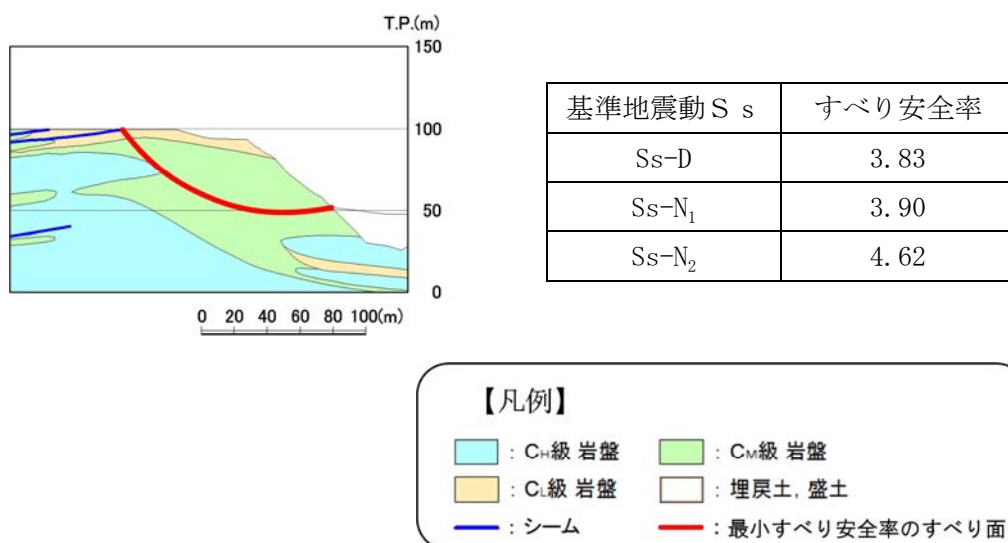 T.P.(m)
150
100
50
0
0 20 40 60 80 100(m)
基準地震動Ｓｓ すべり安全率
Ss-D 3.83
Ss-N₁ 3.90
Ss-N₂ 4.62
【凡例】
: CH級 岩盤 : CM級 岩盤
: CL級 岩盤 : 埋戻土, 盛土
: シーム : 最小すべり安全率のすべり面